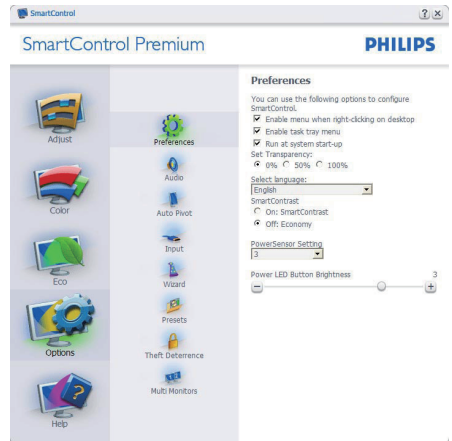 SmartControl
SmartControl Premium
PHILIPS
Adjust
Color
Eco
Options
Help
Preferences
Audio
Auto Pivot
Input
Wizard
Presets
Theft Deterrence
Multi Monitors
Preferences
You can use the following options to configure
SmartControl.
Enable menu when right-clicking on desktop
Enable task tray menu
Run at system start-up
Set Transparency:
0% 50% 100%
Select language:
English
SmartContrast
On: SmartContrast
Off: Economy
PowerSensor Setting
3
Power LED Button Brightness 3